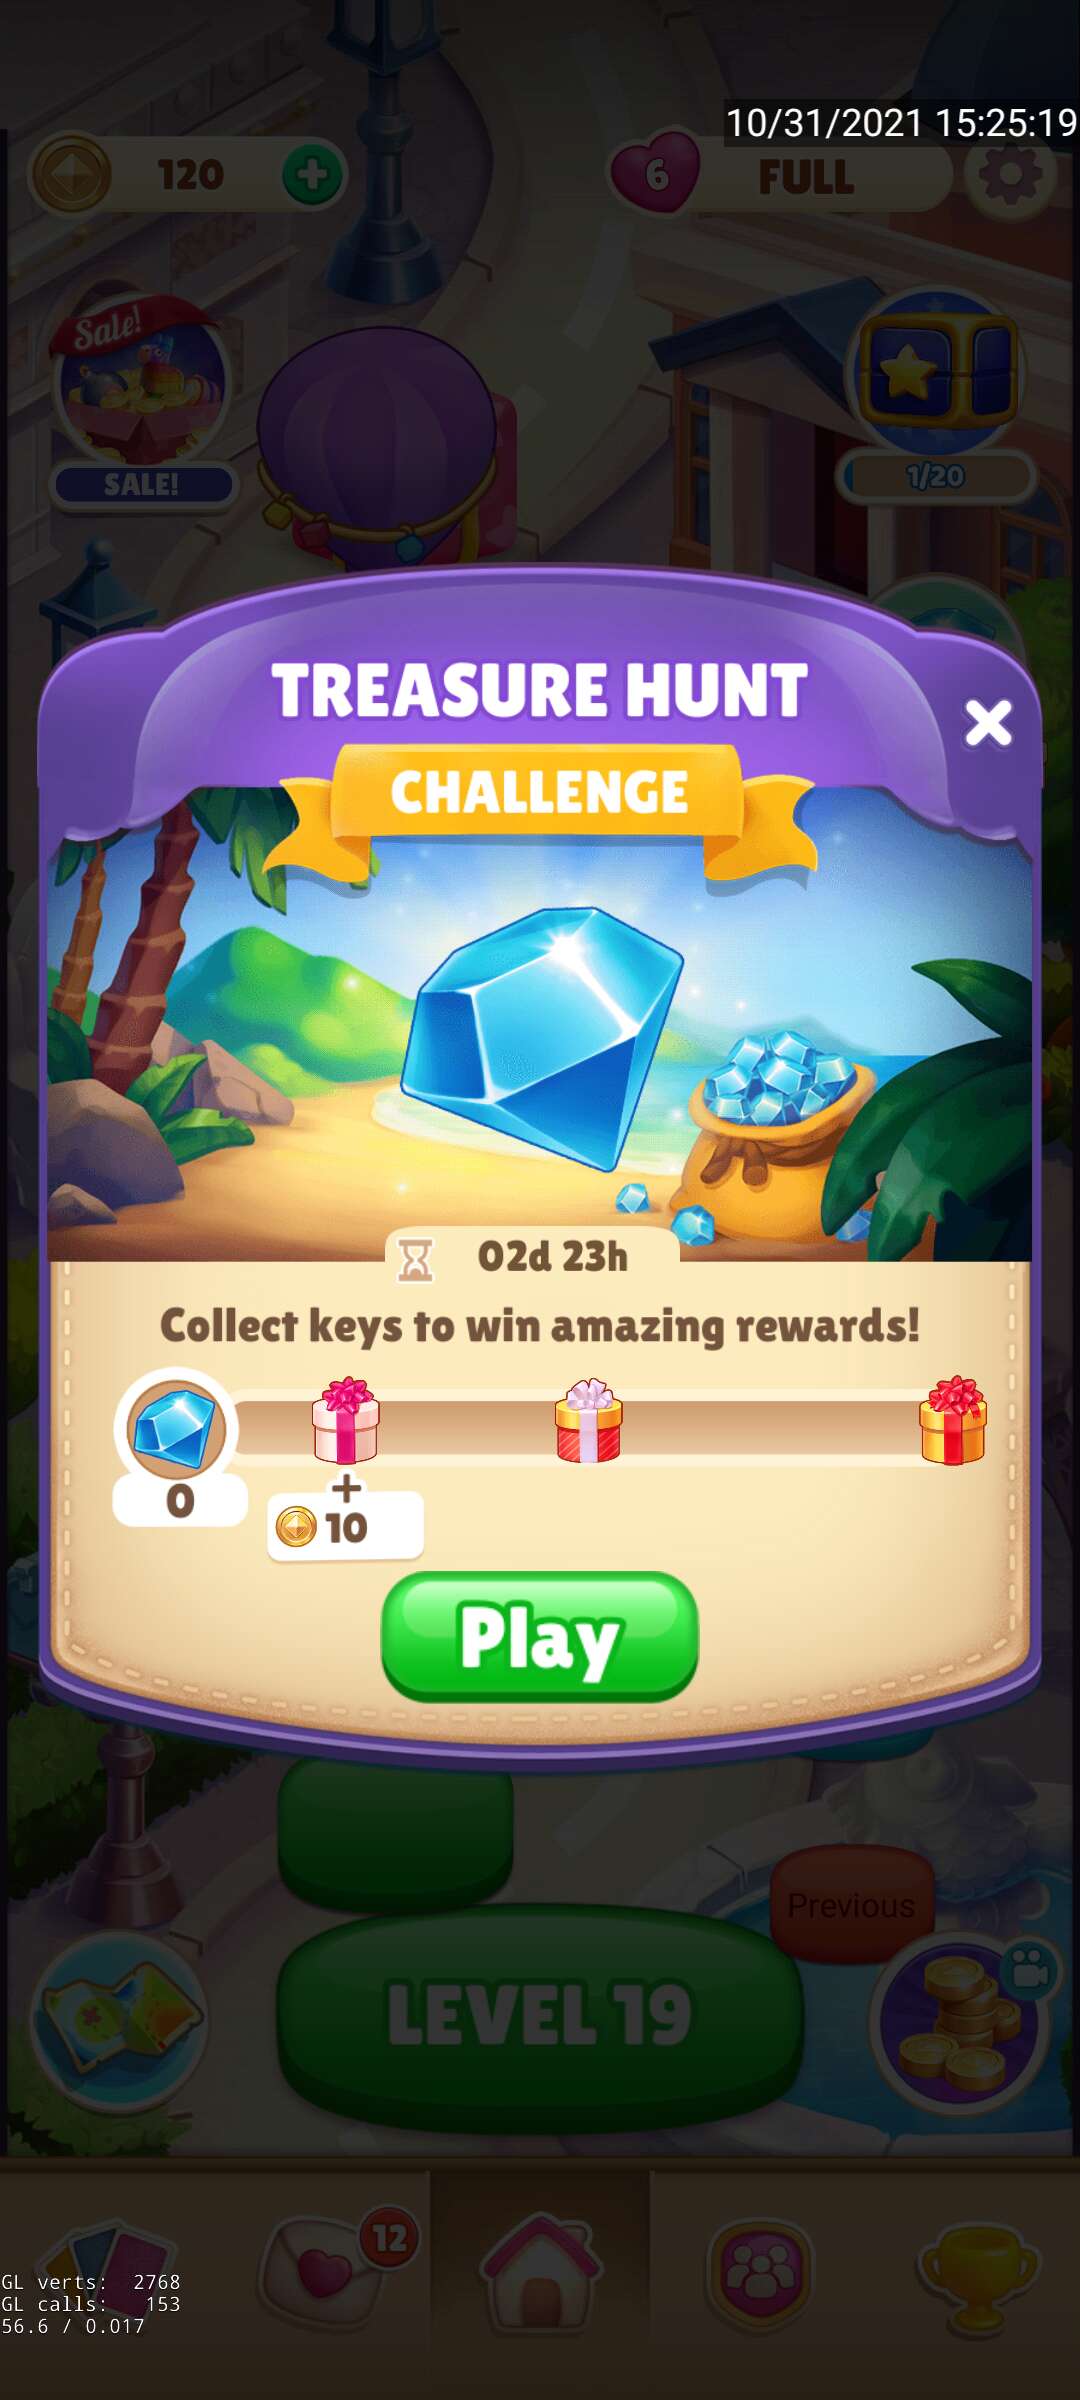 10/31/2021 15:25:19
120
6
FULL
Sale!
SALE!
1/20
TREASURE HUNT
CHALLENGE
02d 23h
Collect keys to win amazing rewards!
0
+
10
Play
Previous
LEVEL 19
12
GL verts: 2768
GL calls: 153
56.6 / 0.017